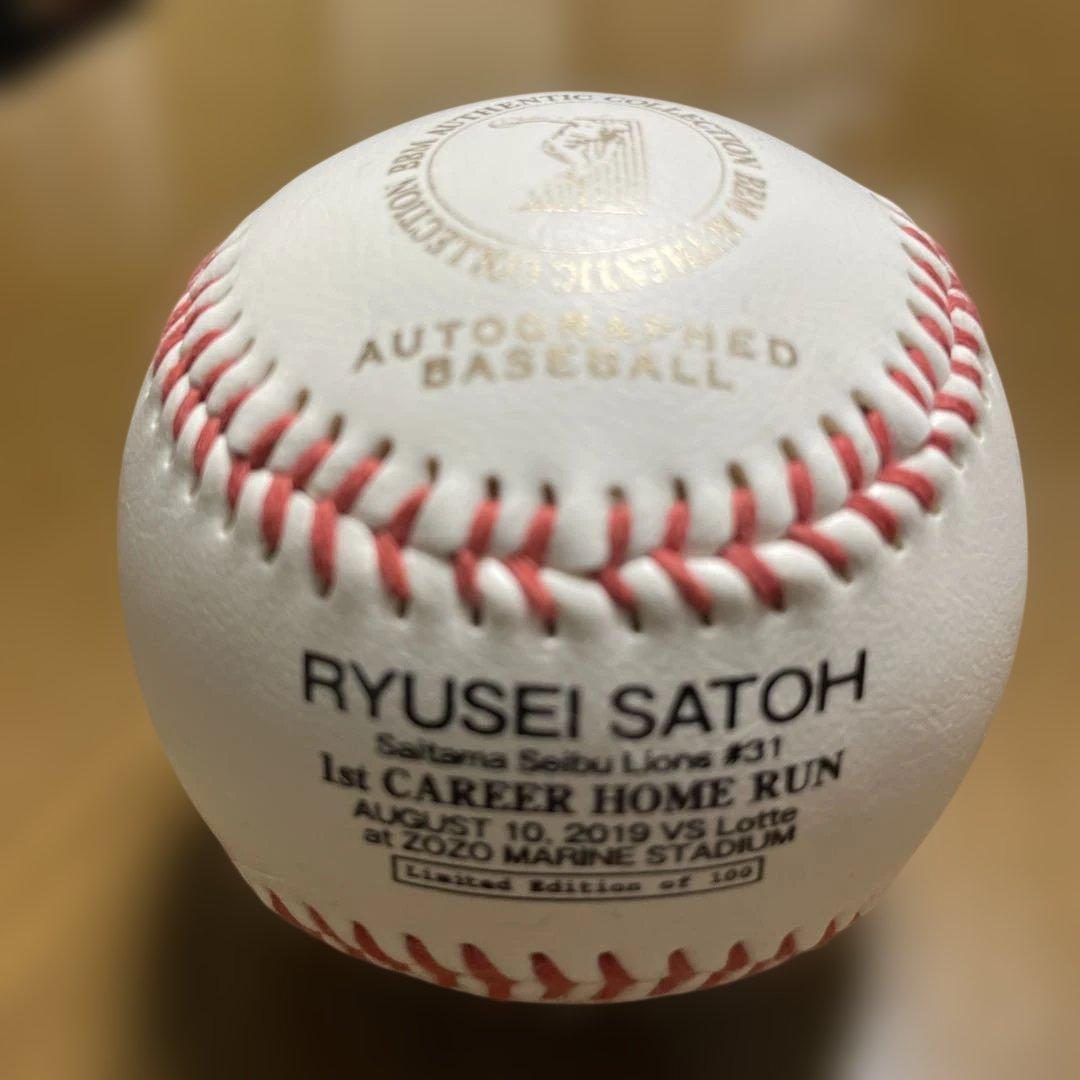 BBM AUTHENTIC COLLECTION BBM AUTHENTIC COLLECTION
AUTOGRAPHED
BASEBALL
RYUSEI SATOH
Saitama Seibu Lions #31
1st CAREER HOME RUN
AUGUST 10, 2019 VS Lotte
at ZOZO MARINE STADIUM
Limited Edition of 100